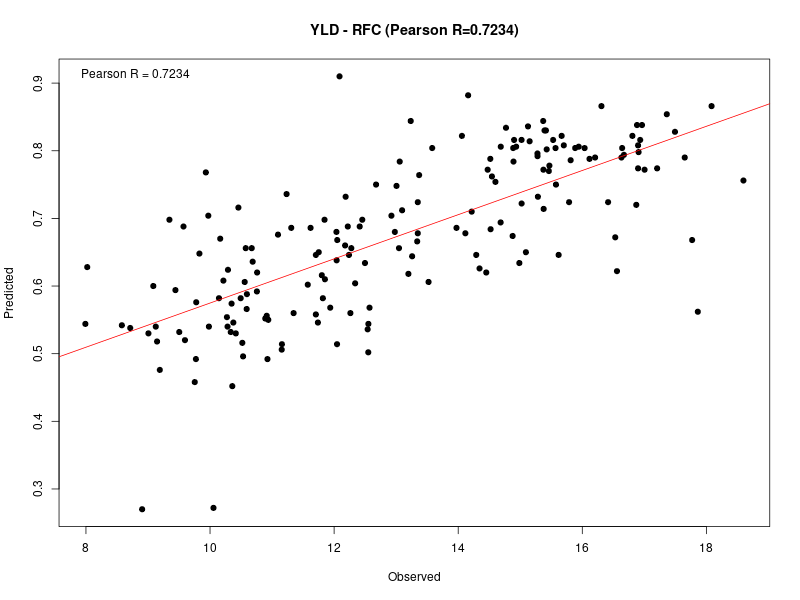 YLD - RFC (Pearson R=0.7234)
Pearson R = 0.7234
0.9
0.8
0.7
0.6
0.5
0.4
0.3
Predicted
8 10 12 14 16 18
Observed